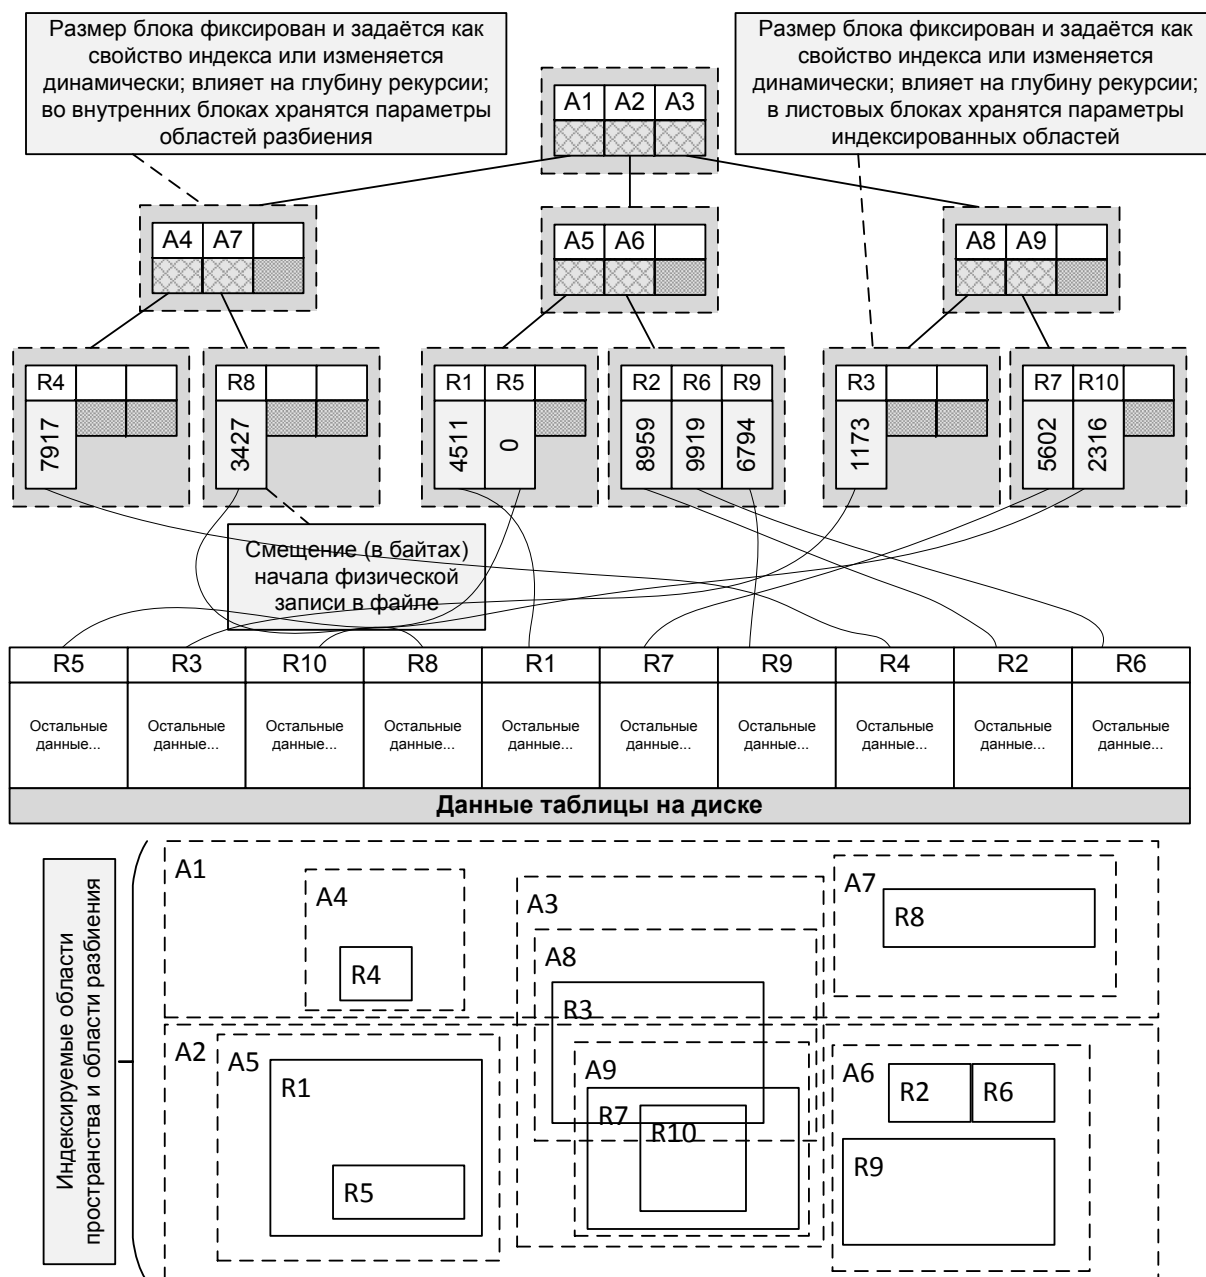 Размер блока фиксирован и задаётся как
свойство индекса или изменяется
динамически; влияет на глубину рекурсии;
во внутренних блоках хранятся параметры
областей разбиения
Размер блока фиксирован и задаётся как
свойство индекса или изменяется
динамически; влияет на глубину рекурсии;
в листовых блоках хранятся параметры
индексированных областей
A1 A2 A3
A4 A7
A5 A6
A8 A9
R4
7917
R8
3427
R1 R5
4511 0
R2 R6 R9
8959 9919 6794
R3
1173
R7 R10
5602 2316
Смещение (в байтах)
начала физической
записи в файле
R5 R3 R10 R8 R1 R7 R9 R4 R2 R6
Остальные Остальные Остальные Остальные Остальные Остальные Остальные Остальные Остальные Остальные
данные... данные... данные... данные... данные... данные... данные... данные... данные... данные...
Данные таблицы на диске
Индексируемые области
пространства и области разбиения
A1
A4
R4
A3
A8
R3
A7
R8
A2
A5
R1
R5
A9
R7
R10
A6
R2
R6
R9